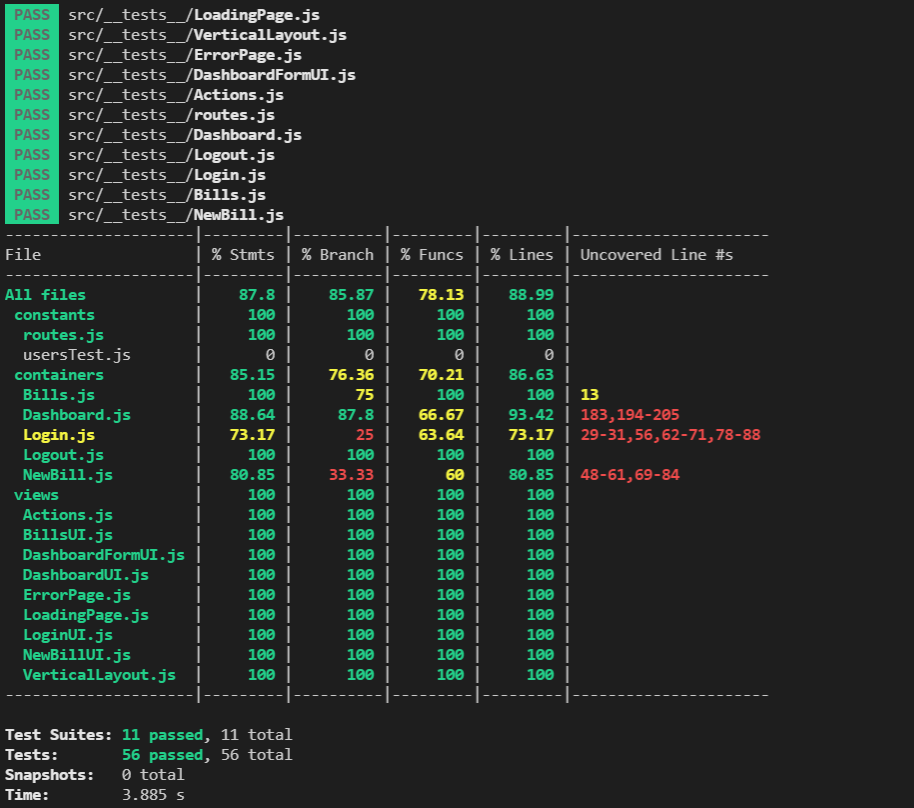 PASS src/__tests__/LoadingPage.js
PASS src/__tests__/VerticalLayout.js
PASS src/__tests__/ErrorPage.js
PASS src/__tests__/DashboardFormUI.js
PASS src/__tests__/Actions.js
PASS src/__tests__/routes.js
PASS src/__tests__/Dashboard.js
PASS src/__tests__/Logout.js
PASS src/__tests__/Login.js
PASS src/__tests__/Bills.js
PASS src/__tests__/NewBill.js
---------------------|---------|----------|---------|---------|----------------------
File                 | % Stmts | % Branch | % Funcs | % Lines | Uncovered Line #s
---------------------|---------|----------|---------|---------|----------------------
All files            |    87.8 |    85.87 |   78.13 |   88.99 |
 constants           |     100 |      100 |     100 |     100 |
  routes.js          |     100 |      100 |     100 |     100 |
  usersTest.js       |       0 |        0 |       0 |       0 |
 containers          |   85.15 |    76.36 |   70.21 |   86.63 |
  Bills.js           |     100 |       75 |     100 |     100 | 13
  Dashboard.js       |   88.64 |     87.8 |   66.67 |   93.42 | 183,194-205
  Login.js           |   73.17 |       25 |   63.64 |   73.17 | 29-31,56,62-71,78-88
  Logout.js          |     100 |      100 |     100 |     100 |
  NewBill.js         |   80.85 |    33.33 |      60 |   80.85 | 48-61,69-84
 views               |     100 |      100 |     100 |     100 |
  Actions.js         |     100 |      100 |     100 |     100 |
  BillsUI.js         |     100 |      100 |     100 |     100 |
  DashboardFormUI.js |     100 |      100 |     100 |     100 |
  DashboardUI.js     |     100 |      100 |     100 |     100 |
  ErrorPage.js       |     100 |      100 |     100 |     100 |
  LoadingPage.js     |     100 |      100 |     100 |     100 |
  LoginUI.js         |     100 |      100 |     100 |     100 |
  NewBillUI.js       |     100 |      100 |     100 |     100 |
  VerticalLayout.js  |     100 |      100 |     100 |     100 |
---------------------|---------|----------|---------|---------|----------------------
Test Suites: 11 passed, 11 total
Tests:       56 passed, 56 total
Snapshots:   0 total
Time:        3.885 s